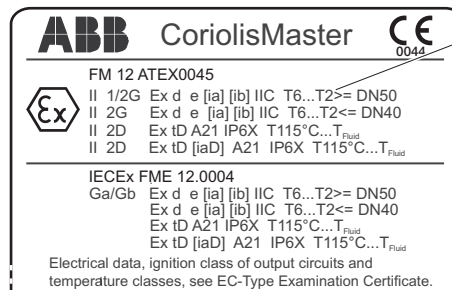 ABB CoriolisMaster CE
0044
FM 12 ATEX0045
Ex
II 1/2G Ex d e [ia] [ib] IIC T6...T2>= DN50
II 2G Ex d e [ia] [ib] IIC T6...T2<= DN40
II 2D Ex tD A21 IP6X T115°C...TFluid
II 2D Ex tD [iaD] A21 IP6X T115°C...TFluid
IECEx FME 12.0004
Ga/Gb Ex d e [ia] [ib] IIC T6...T2>= DN50
Ex d e [ia] [ib] IIC T6...T2<= DN40
Ex tD A21 IP6X T115°C...TFluid
Ex tD [iaD] A21 IP6X T115°C...TFluid
Electrical data, ignition class of output circuits and
temperature classes, see EC-Type Examination Certificate.